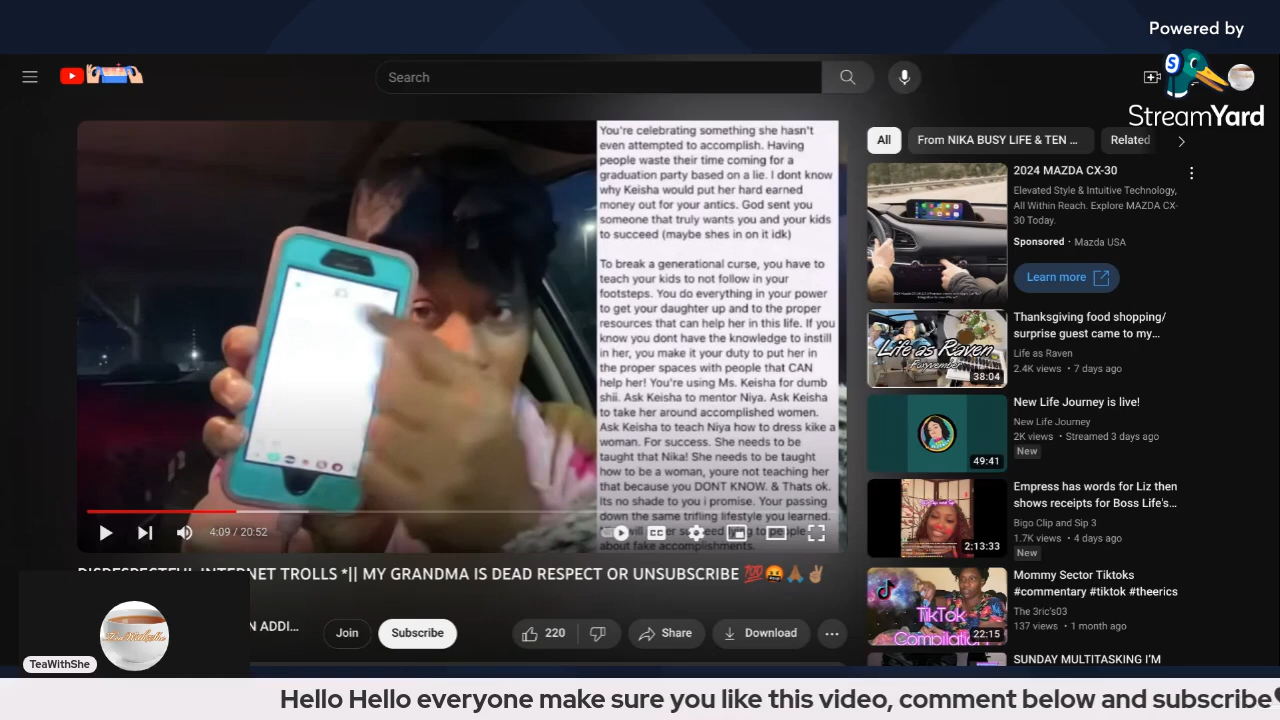 Powered by
StreamYard
Search
All
From NIKA BUSY LIFE & TEN ...
Related
You're celebrating something she hasn't
even attempted to accomplish. Having
people waste their time coming for a
graduation party based on a lie. I dont know
why Keisha would put her hard earned
money out for your antics. God sent you
someone that truly wants you and your kids
to succeed (maybe shes in on it idk)
To break a generational curse, you have to
teach your kids to not follow in your
footsteps. You do everything in your power
to get your daughter up and to the proper
resources that can help her in this life. If you
know you dont have the knowledge to instill
in her, you make it your duty to put her in
the proper spaces with people that CAN
help her! You're using Ms. Keisha for dumb
shii. Ask Keisha to mentor Niya. Ask Keisha
to take her around accomplished women.
Ask Keisha to teach Niya how to dress kike a
woman. For success. She needs to be
taught that Nika! She needs to be taught
how to be a woman, youre not teaching her
that because you DONT KNOW. & Thats ok.
Its no shade to you i promise. Your passing
down the same trifling lifestyle you learned.
to people
about fake accomplishments.
4:09 / 20:52
2024 MAZDA CX-30
Elevated Style & Intuitive Technology,
All Within Reach. Explore MAZDA CX-
30 Today.
Sponsored · Mazda USA
Learn more
Life as Raven
38:04
Thanksgiving food shopping/
surprise guest came to my...
Life as Raven
2.4K views · 7 days ago
49:41
New Life Journey is live!
New Life Journey
2K views · Streamed 3 days ago
New
2:13:33
Empress has words for Liz then
shows receipts for Boss Life's...
Bigo Clip and Sip 3
1.7K views · 4 days ago
New
TikTok
Compilation
22:15
Mommy Sector Tiktoks
#commentary #tiktok #theerics
The 3ric's03
137 views · 1 month ago
SUNDAY MULTITASKING I'M
DISRESPECTFUL INTERNET TROLLS *|| MY GRANDMA IS DEAD RESPECT OR UNSUBSCRIBE 💯🤬🙏🏽✌🏽
N ADDI...
Join
Subscribe
220
Share
Download
TeaWithShe
Hello Hello everyone make sure you like this video, comment below and subscribe